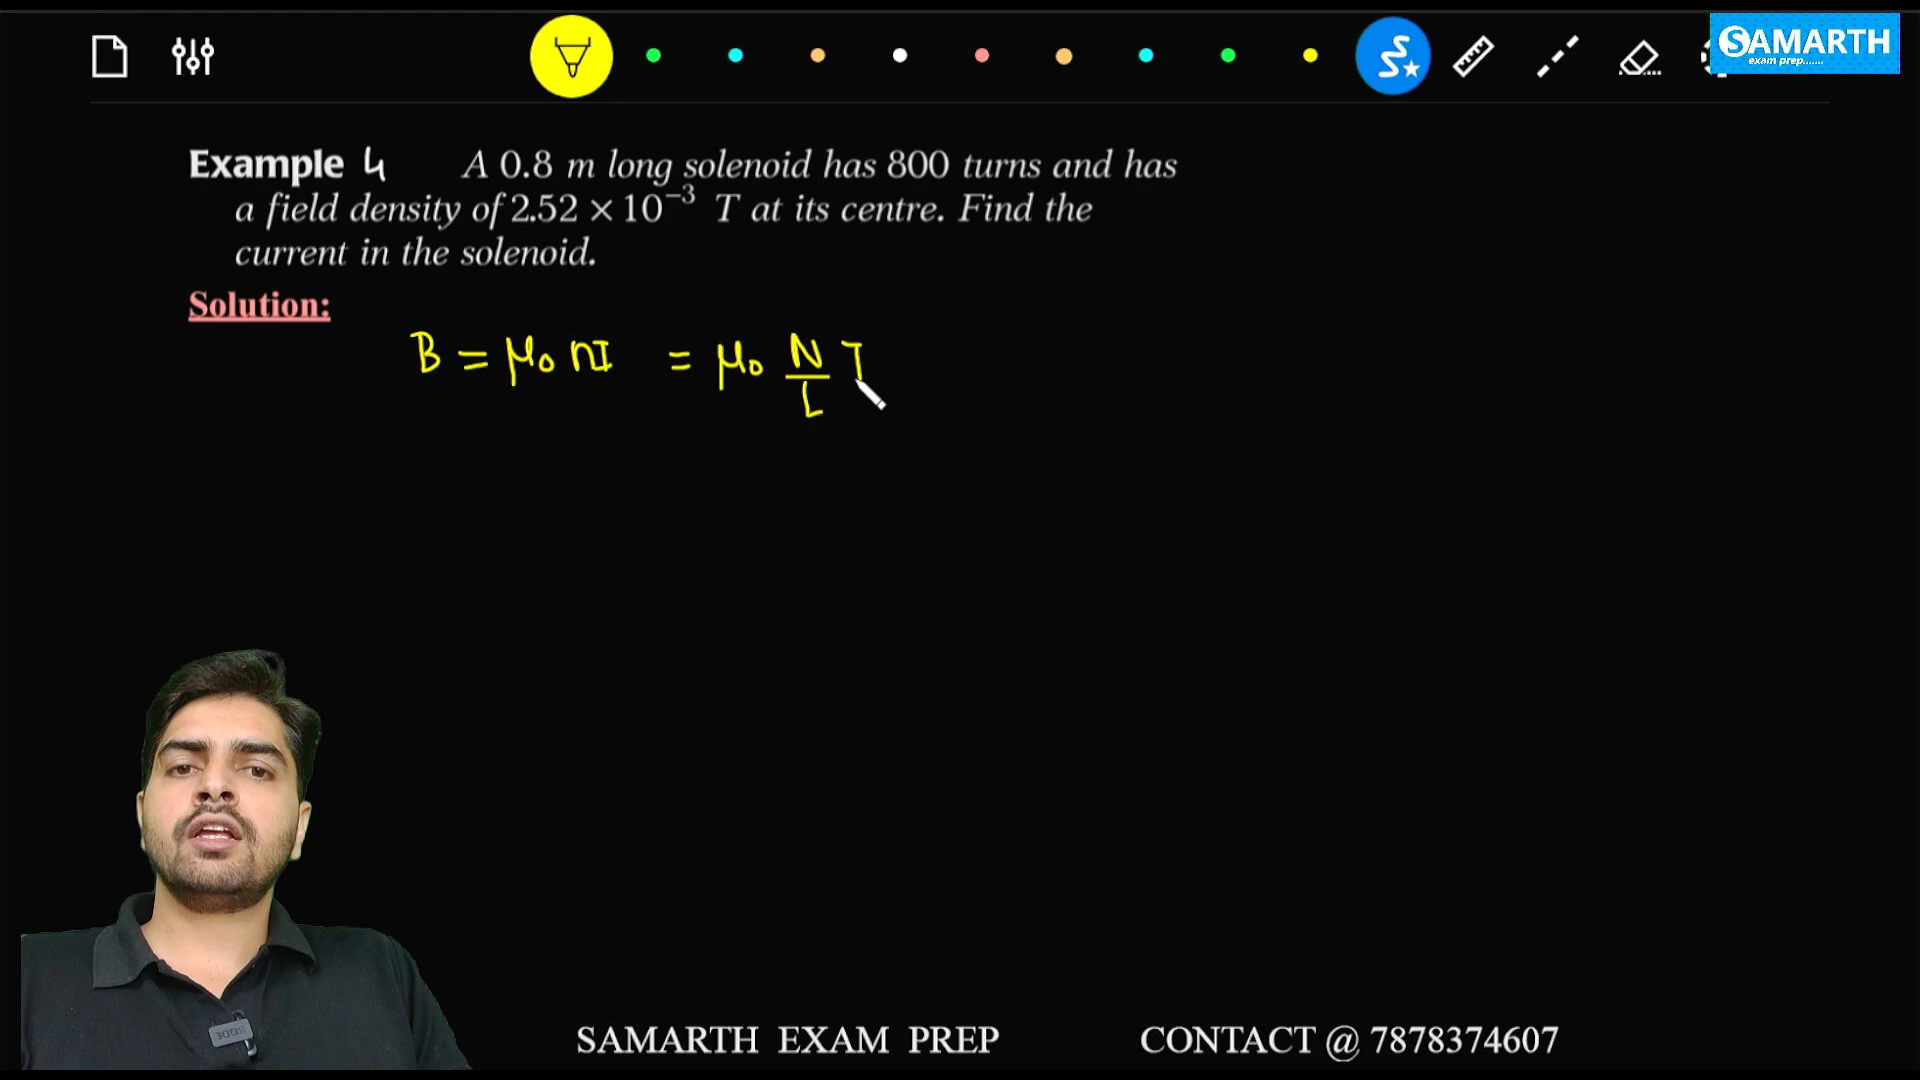 SAMARTH
exam prep......
Example 4 A 0.8 m long solenoid has 800 turns and has
a field density of 2.52 × 10⁻³ T at its centre. Find the
current in the solenoid.
Solution:
B = μ₀ nI = μ₀ N/L I
SAMARTH EXAM PREP CONTACT @ 7878374607